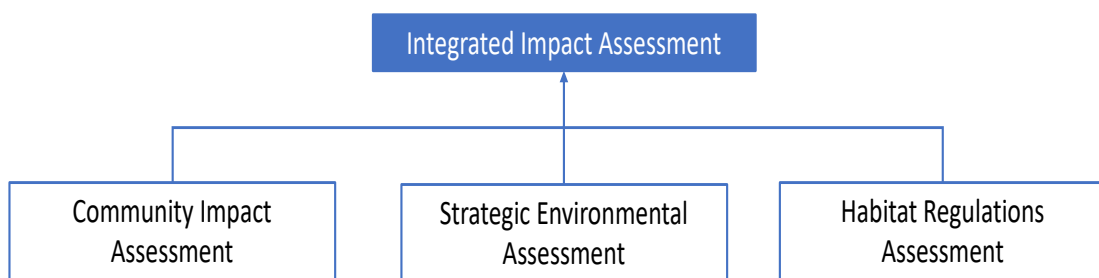 Integrated Impact Assessment
Community Impact
Assessment
Strategic Environmental
Assessment
Habitat Regulations
Assessment